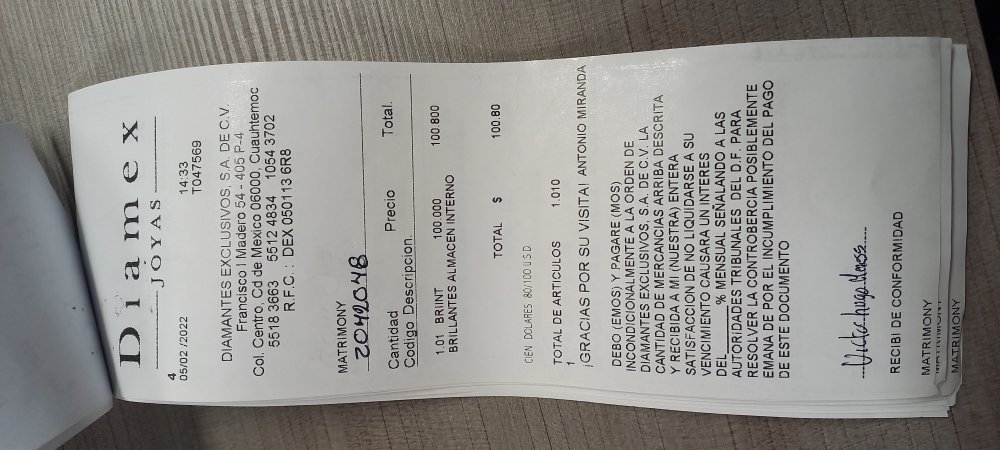 Diamex
JOYAS
4
05/02 /2022 14:33
T047569
DIAMANTES EXCLUSIVOS, S.A. DE C.V.
Francisco I Madero 54 - 405 P-4
Col. Centro, Cd de Mexico 06000, Cuauhtemoc
5518 3663 5512 4834 1054 3702
R.F.C. : DEX 050113 6R8
MATRIMONY
2042048
Cantidad Precio Total.
Codigo Descripcion.
1.01 BRINT 100.000 100.800
BRILLANTES ALMACEN INTERNO
TOTAL $ 100.80
CIEN DOLARES 80/100 U.S.D.
TOTAL DE ARTICULOS 1.010
1
¡GRACIAS POR SU VISITA! ANTONIO MIRANDA
DEBO (EMOS) Y PAGARE (MOS)
INCONDICIONALMENTE A LA ORDEN DE
DIAMANTES EXCLUSIVOS, S.A. DE C.V. LA
CANTIDAD DE MERCANCIAS ARRIBA DESCRITA
Y RECIBIDA A MI (NUESTRA) ENTERA
SATISFACCION DE NO LIQUIDARSE A SU
VENCIMIENTO CAUSARA UN INTERES
DEL______% MENSUAL SEÑALANDO A LAS
AUTORIDADES TRIBUNALES DEL D.F. PARA
RESOLVER LA CONTROBERCIA POSIBLEMENTE
EMANA DE POR EL INCUMPLIMIENTO DEL PAGO
DE ESTE DOCUMENTO
Victor Hugo
RECIBI DE CONFORMIDAD
MATRIMONY
MATRIMONY
MATRIMONY